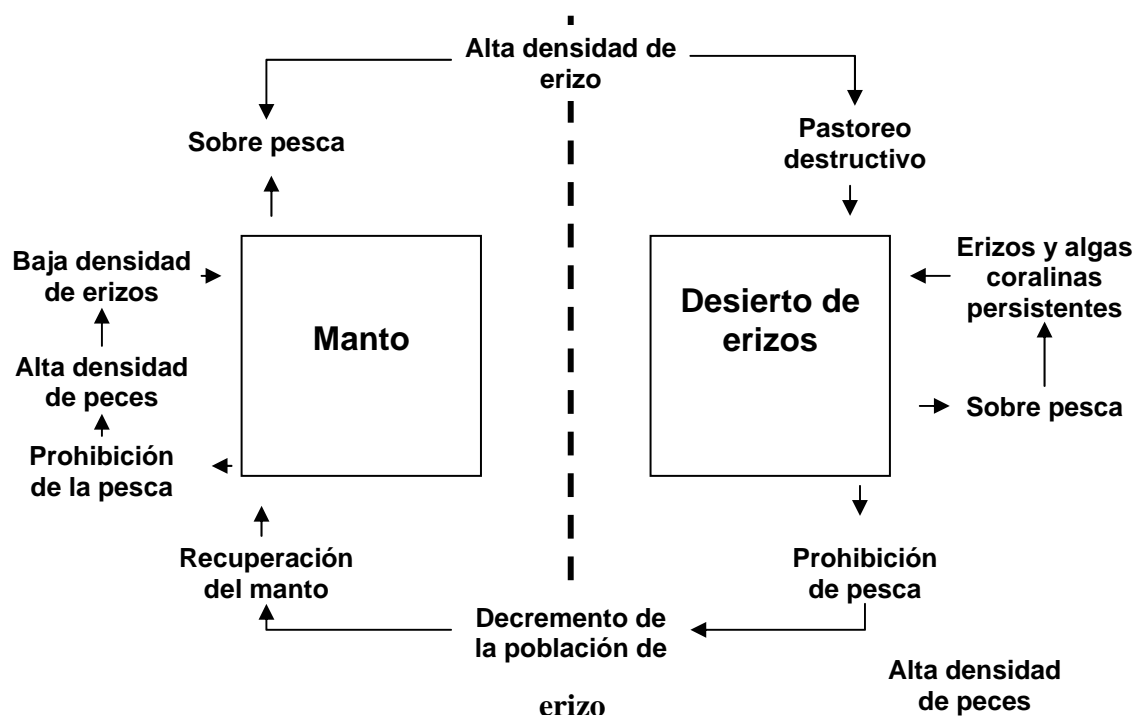 Alta densidad de
erizo
Sobre pesca
Pastoreo
destructivo
Baja densidad
de erizos
Alta densidad
de peces
Prohibición
de la pesca
Manto
Desierto de
erizos
Erizos y algas
coralinas
persistentes
Sobre pesca
Recuperación
del manto
Prohibición
de pesca
Decremento de
la población de
erizo
Alta densidad
de peces